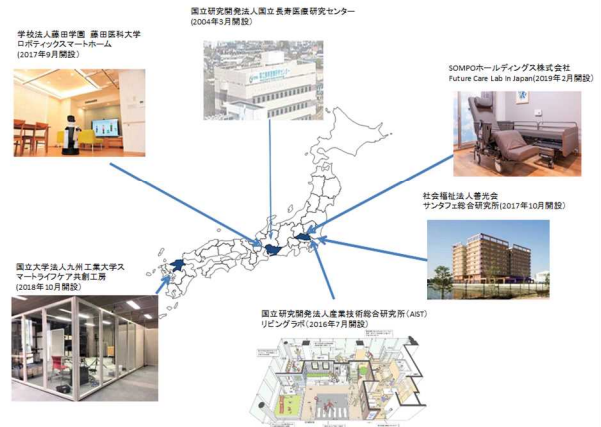 国立研究開発法人国立長寿医療研究センター
(2004年3月開設)
学校法人藤田学園 藤田医科大学
ロボティックスマートホーム
(2017年9月開設)
SOMPOホールディングス株式会社
Future Care Lab in Japan(2019年2月開設)
社会福祉法人善光会
サンタフェ総合研究所(2017年10月開設)
国立大学法人九州工業大学ス
マートライフケア共創工房
(2018年10月開設)
国立研究開発法人産業技術総合研究所(AIST)
リビングラボ(2016年7月開設)